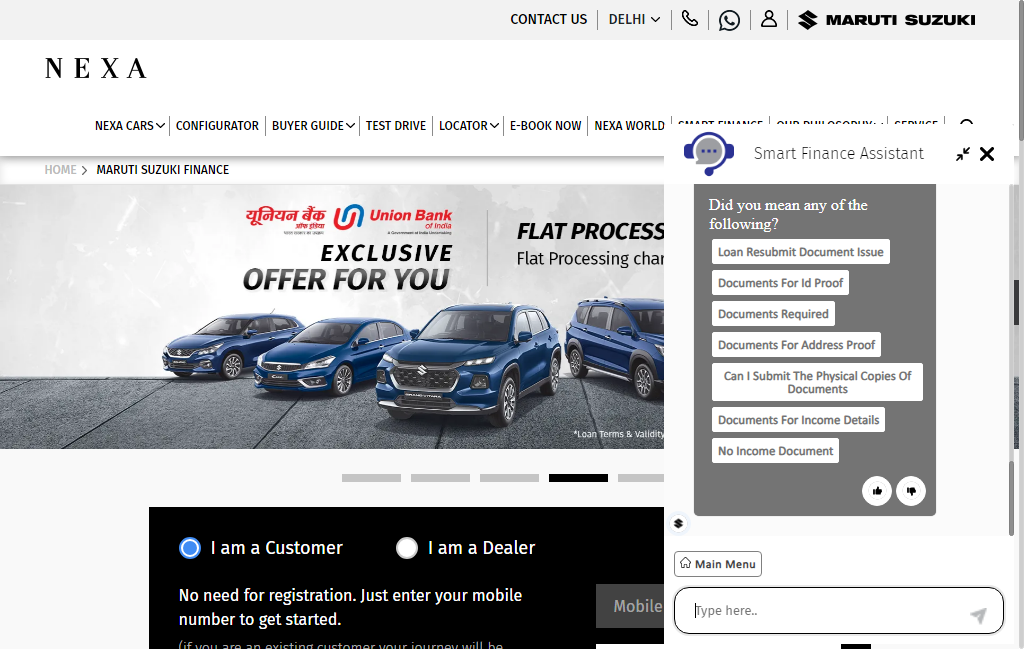 CONTACT US
DELHI
MARUTI SUZUKI
NEXA
NEXA CARS
CONFIGURATOR
BUYER GUIDE
TEST DRIVE
LOCATOR
E-BOOK NOW
NEXA WORLD
SMART FINANCE
OUR PHILOSOPHY
SERVICE
HOME
MARUTI SUZUKI FINANCE
यूनियन बैंक
ऑफ इंडिया
Union Bank
of India
A Government of India Undertaking
EXCLUSIVE
OFFER FOR YOU
FLAT PROCESS
Flat Processing char
GRAND VITARA
*Loan Terms & Validity
I am a Customer
I am a Dealer
No need for registration. Just enter your mobile
number to get started.
(if you are an existing customer your journey will be
Mobile
Smart Finance Assistant
Did you mean any of the
following?
Loan Resubmit Document Issue
Documents For Id Proof
Documents Required
Documents For Address Proof
Can I Submit The Physical Copies Of
Documents
Documents For Income Details
No Income Document
Main Menu
Type here..